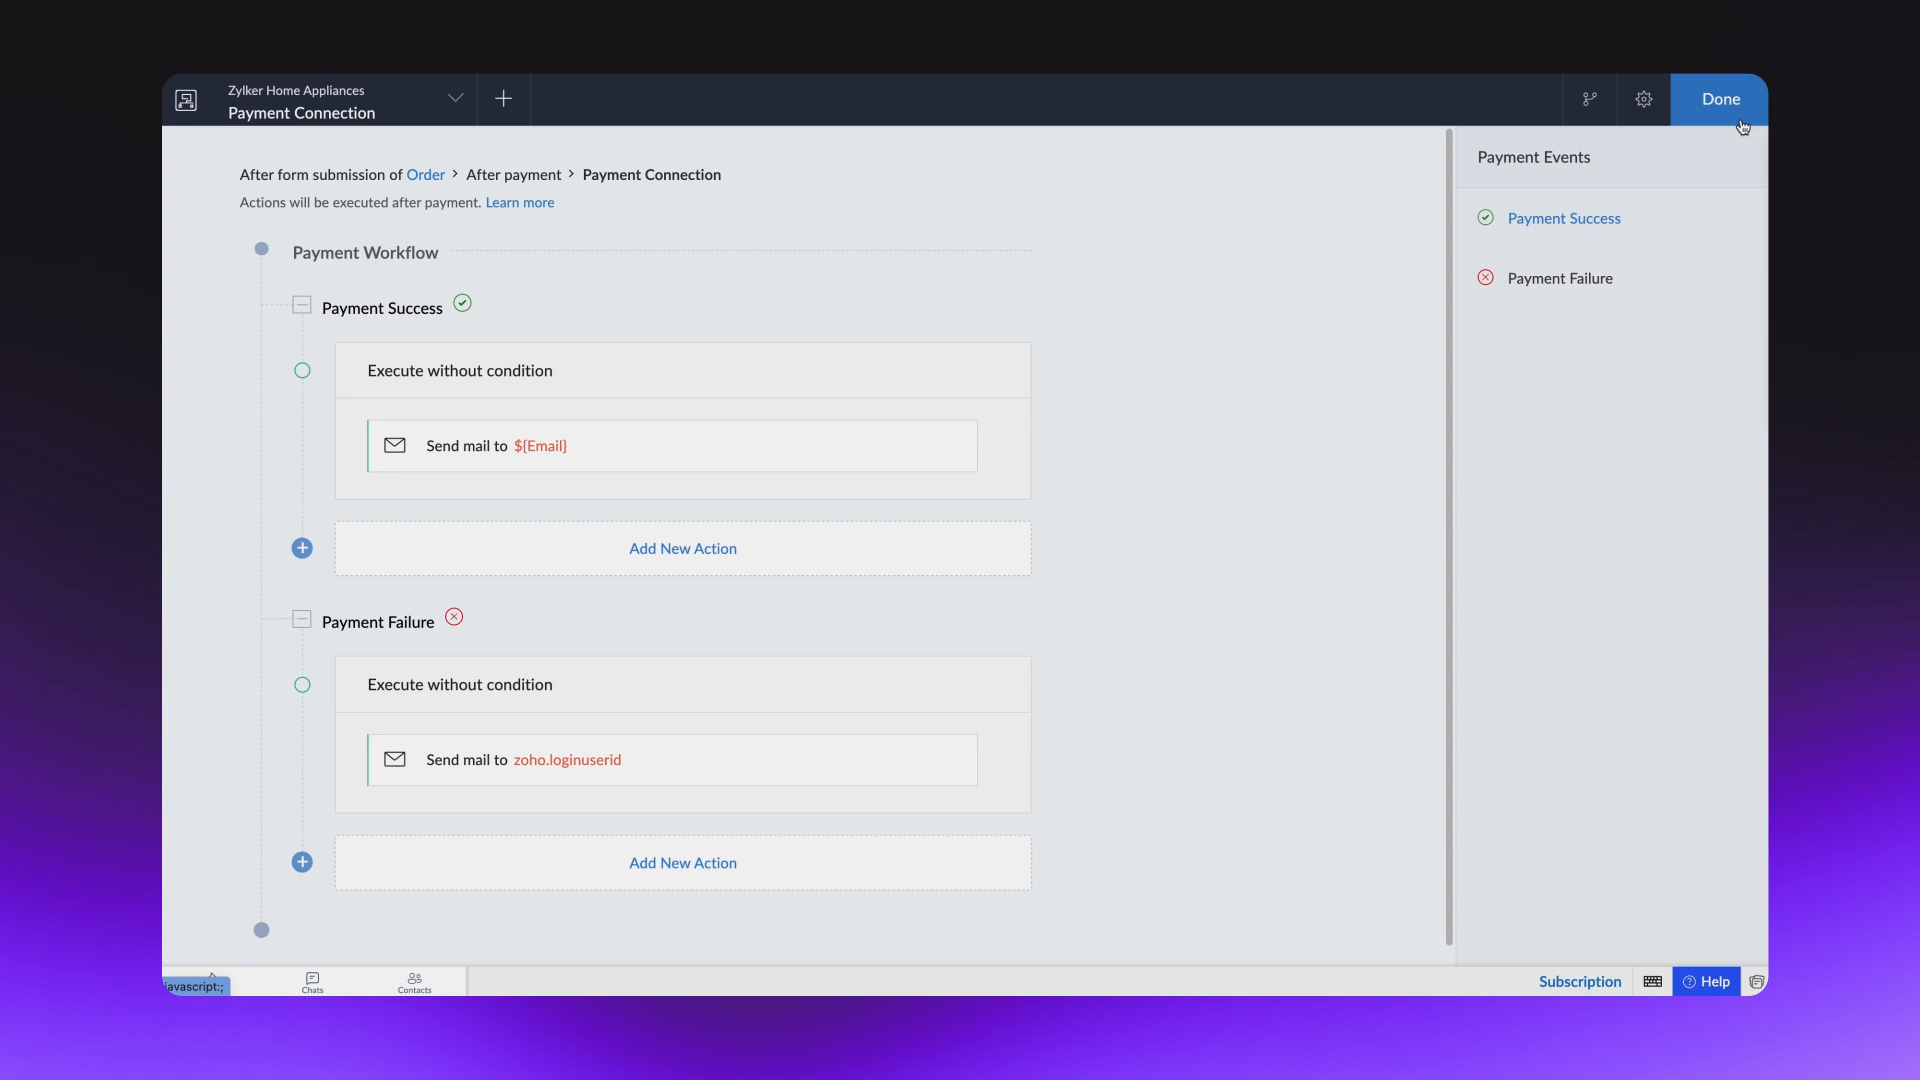 Zylker Home Appliances
Payment Connection
Done
After form submission of Order > After payment > Payment Connection
Actions will be executed after payment. Learn more
Payment Workflow
Payment Success
Execute without condition
Send mail to ${Email}
Add New Action
Payment Failure
Execute without condition
Send mail to zoho.loginuserid
Add New Action
Payment Events
Payment Success
Payment Failure
avascript:;
Chats
Contacts
Subscription
Help